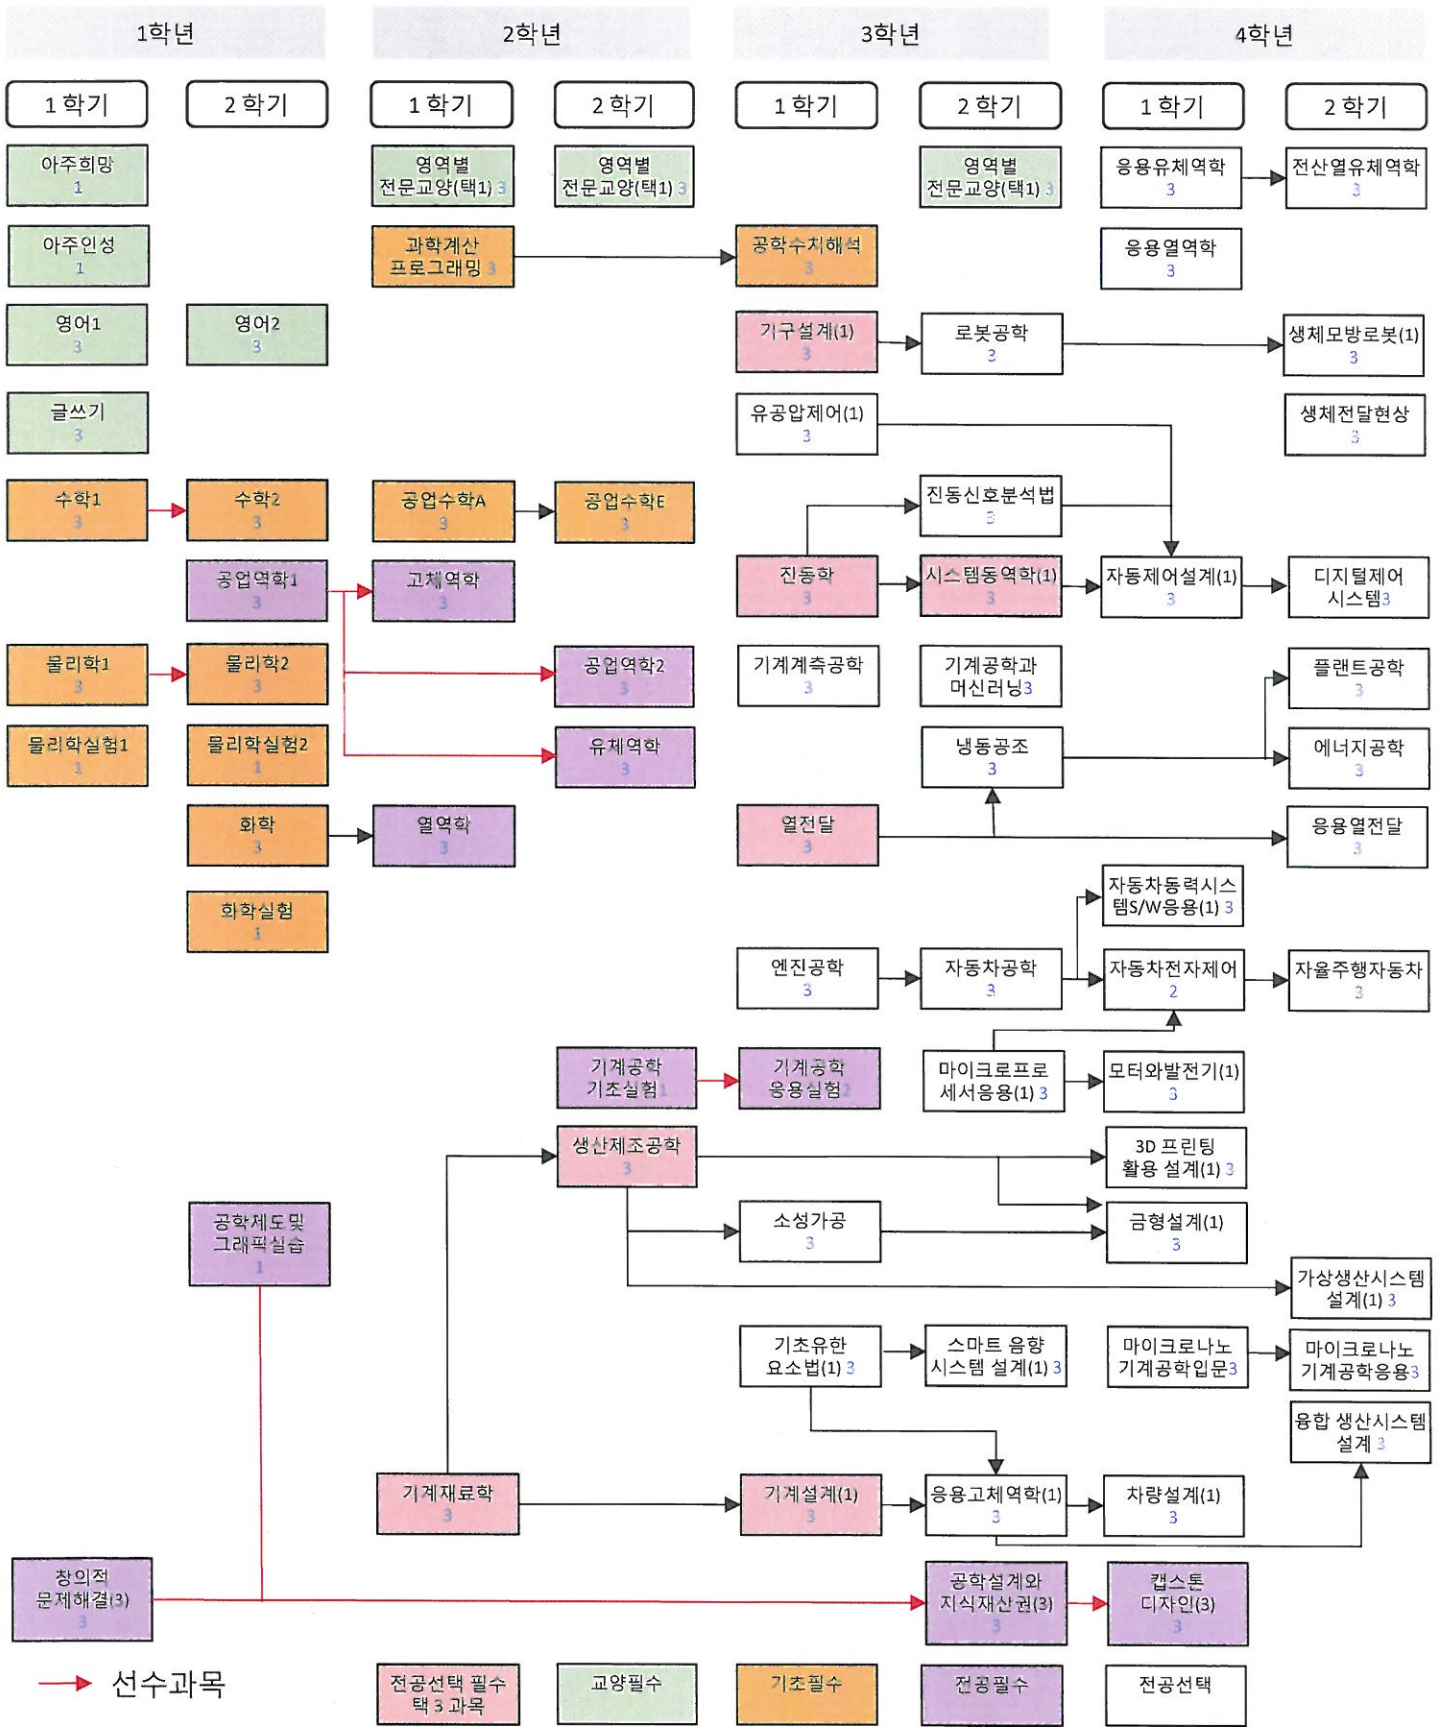 1학년
2학년
3학년
4학년
1 학기
2 학기
1 학기
2 학기
1 학기
2 학기
1 학기
2 학기
아주희망
1
영역별
전문교양(택1) 3
영역별
전문교양(택1) 3
영역별
전문교양(택1) 3
응용유체역학
3
전산열유체역학
3
아주인성
1
과학계산
프로그래밍 3
공학수치해석
3
응용열역학
3
영어1
3
영어2
3
기구설계(1)
3
로봇공학
3
생체모방로봇(1)
3
글쓰기
3
유공압제어(1)
3
생체전달현상
3
수학1
3
수학2
3
공업수학A
3
공업수학E
3
진동신호분석법
3
공업역학1
3
고체역학
3
진동학
3
시스템동역학(1)
3
자동제어설계(1)
3
디지털제어
시스템3
물리학1
3
물리학2
3
공업역학2
3
기계계측공학
3
기계공학과
머신러닝3
플랜트공학
3
물리학실험1
1
물리학실험2
1
유체역학
3
냉동공조
3
에너지공학
3
화학
3
열역학
3
열전달
3
응용열전달
3
화학실험
1
자동차동력시스
템S/W응용(1) 3
엔진공학
3
자동차공학
3
자동차전자제어
2
자율주행자동차
3
기계공학
기초실험1
기계공학
응용실험2
마이크로프로
세서응용(1) 3
모터와발전기(1)
3
생산제조공학
3
3D 프린팅
활용 설계(1) 3
공학제도및
그래픽실습
1
소성가공
3
금형설계(1)
3
가상생산시스템
설계(1) 3
기초유한
요소법(1) 3
스마트 음향
시스템 설계(1) 3
마이크로나노
기계공학입문3
마이크로나노
기계공학응용3
융합 생산시스템
설계 3
기계재료학
3
기계설계(1)
3
응용고체역학(1)
3
차량설계(1)
3
창의적
문제해결(3)
3
공학설계와
지식재산권(3)
3
캡스톤
디자인(3)
3
선수과목
전공선택 필수
택 3 과목
교양필수
기초필수
전공필수
전공선택